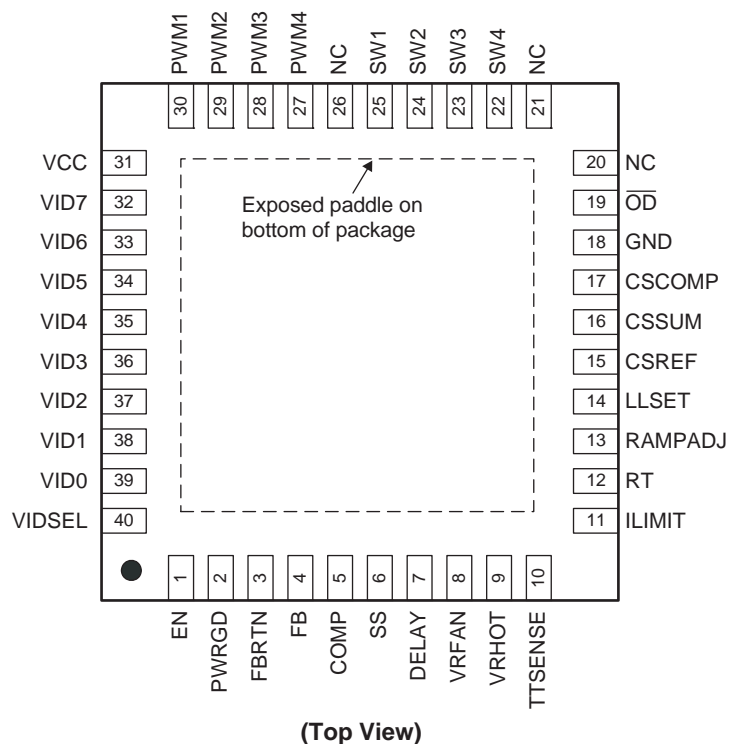 PWM1 PWM2 PWM3 PWM4 NC SW1 SW2 SW3 SW4 NC
30 29 28 27 26 25 24 23 22 21
VCC 31
VID7 32
VID6 33
VID5 34
VID4 35
VID3 36
VID2 37
VID1 38
VID0 39
VIDSEL 40
Exposed paddle on
bottom of package
20 NC
19 O̅D̅
18 GND
17 CSCOMP
16 CSSUM
15 CSREF
14 LLSET
13 RAMPADJ
12 RT
11 ILIMIT
1 2 3 4 5 6 7 8 9 10
EN PWRGD FBRTN FB COMP SS DELAY VRFAN VRHOT TTSENSE
(Top View)